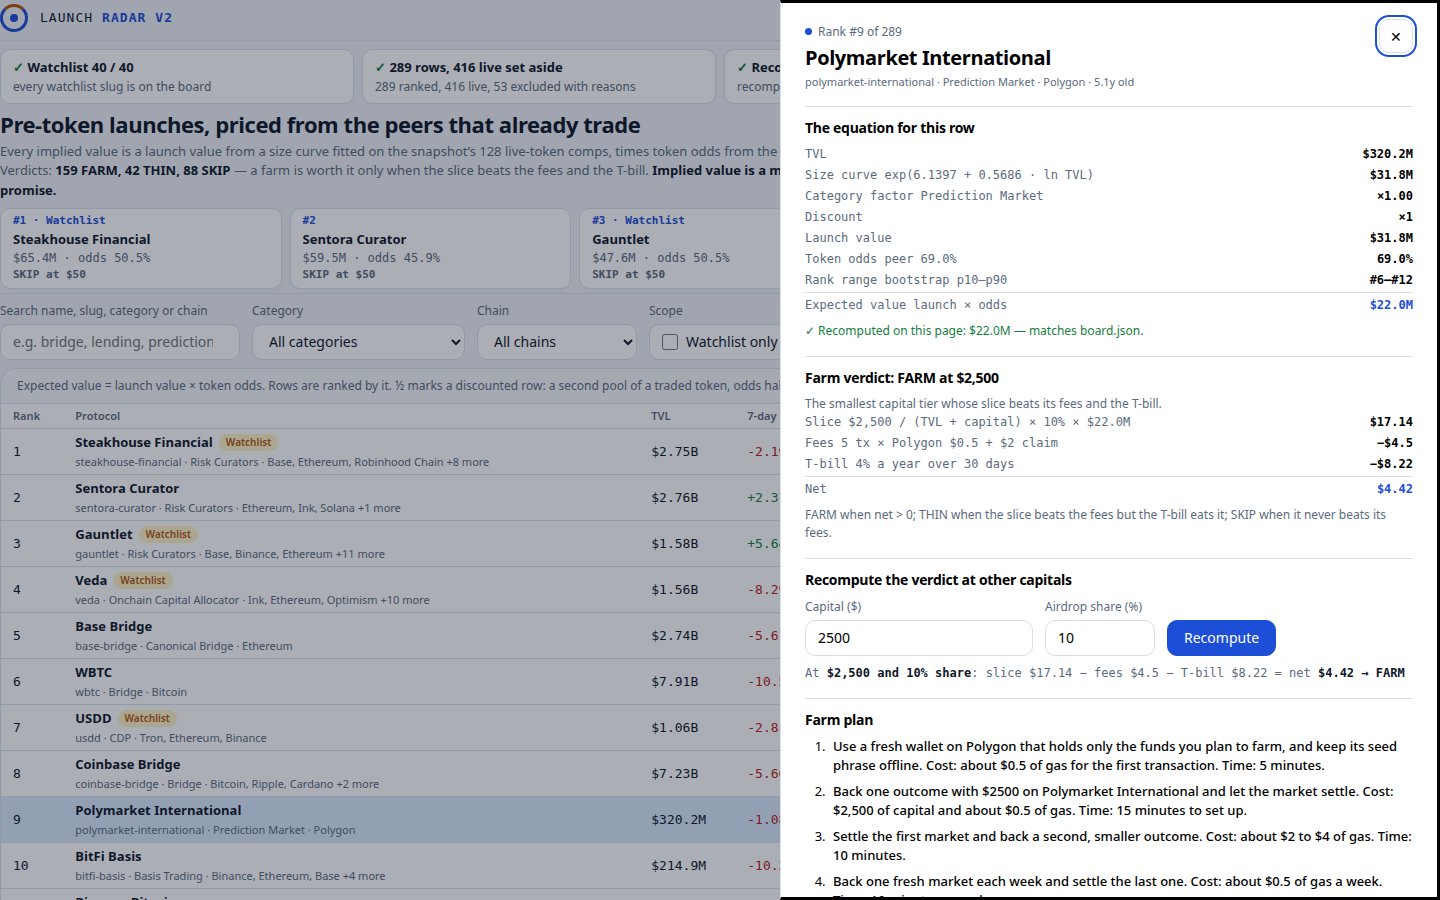 LAUNCH RADAR V2
✓ Watchlist 40 / 40
every watchlist slug is on the board
✓ 289 rows, 416 live set aside
289 ranked, 416 live, 53 excluded with reasons
✓ Reco
recomp
Pre-token launches, priced from the peers that already trade
Every implied value is a launch value from a size curve fitted on the snapshot's 128 live-token comps, times token odds from the
Verdicts: 159 FARM, 42 THIN, 88 SKIP — a farm is worth it only when the slice beats the fees and the T-bill. Implied value is a m
promise.
#1 · Watchlist
Steakhouse Financial
$65.4M · odds 50.5%
SKIP at $50
#2
Sentora Curator
$59.5M · odds 45.9%
SKIP at $50
#3 · Watchlist
Gauntlet
$47.6M · odds 50.5%
SKIP at $50
Search name, slug, category or chain
Category
Chain
Scope
e.g. bridge, lending, prediction
All categories
All chains
Watchlist only
Expected value = launch value × token odds. Rows are ranked by it. ½ marks a discounted row: a second pool of a traded token, odds hal
Rank
Protocol
TVL
7-day
1
Steakhouse Financial Watchlist
steakhouse-financial · Risk Curators · Base, Ethereum, Robinhood Chain +8 more
$2.75B
-2.1
2
Sentora Curator
sentora-curator · Risk Curators · Ethereum, Ink, Solana +1 more
$2.76B
+2.3
3
Gauntlet Watchlist
gauntlet · Risk Curators · Base, Binance, Ethereum +11 more
$1.58B
+5.6
4
Veda Watchlist
veda · Onchain Capital Allocator · Ink, Ethereum, Optimism +10 more
$1.56B
-8.2
5
Base Bridge
base-bridge · Canonical Bridge · Ethereum
$2.74B
-5.6
6
WBTC
wbtc · Bridge · Bitcoin
$7.91B
-10.
7
USDD Watchlist
usdd · CDP · Tron, Ethereum, Binance
$1.06B
-2.8
8
Coinbase Bridge
coinbase-bridge · Bridge · Bitcoin, Ripple, Cardano +2 more
$7.23B
-5.6
9
Polymarket International
polymarket-international · Prediction Market · Polygon
$320.2M
-1.0
10
BitFi Basis
bitfi-basis · Basis Trading · Binance, Ethereum, Base +4 more
$214.9M
-10.
Rank #9 of 289
✕
Polymarket International
polymarket-international · Prediction Market · Polygon · 5.1y old
The equation for this row
TVL $320.2M
Size curve exp(6.1397 + 0.5686 · ln TVL) $31.8M
Category factor Prediction Market ×1.00
Discount ×1
Launch value $31.8M
Token odds peer 69.0% 69.0%
Rank range bootstrap p10–p90 #6–#12
Expected value launch × odds $22.0M
✓ Recomputed on this page: $22.0M — matches board.json.
Farm verdict: FARM at $2,500
The smallest capital tier whose slice beats its fees and the T-bill.
Slice $2,500 / (TVL + capital) × 10% × $22.0M $17.14
Fees 5 tx × Polygon $0.5 + $2 claim −$4.5
T-bill 4% a year over 30 days −$8.22
Net $4.42
FARM when net > 0; THIN when the slice beats the fees but the T-bill eats it; SKIP when it never beats its
fees.
Recompute the verdict at other capitals
Capital ($)
Airdrop share (%)
2500
10
Recompute
At $2,500 and 10% share: slice $17.14 − fees $4.5 − T-bill $8.22 = net $4.42 → FARM
Farm plan
1. Use a fresh wallet on Polygon that holds only the funds you plan to farm, and keep its seed
phrase offline. Cost: about $0.5 of gas for the first transaction. Time: 5 minutes.
2. Back one outcome with $2500 on Polymarket International and let the market settle. Cost:
$2,500 of capital and about $0.5 of gas. Time: 15 minutes to set up.
3. Settle the first market and back a second, smaller outcome. Cost: about $2 to $4 of gas. Time:
10 minutes.
4. Back one fresh market each week and settle the last one. Cost: about $0.5 of gas a week.